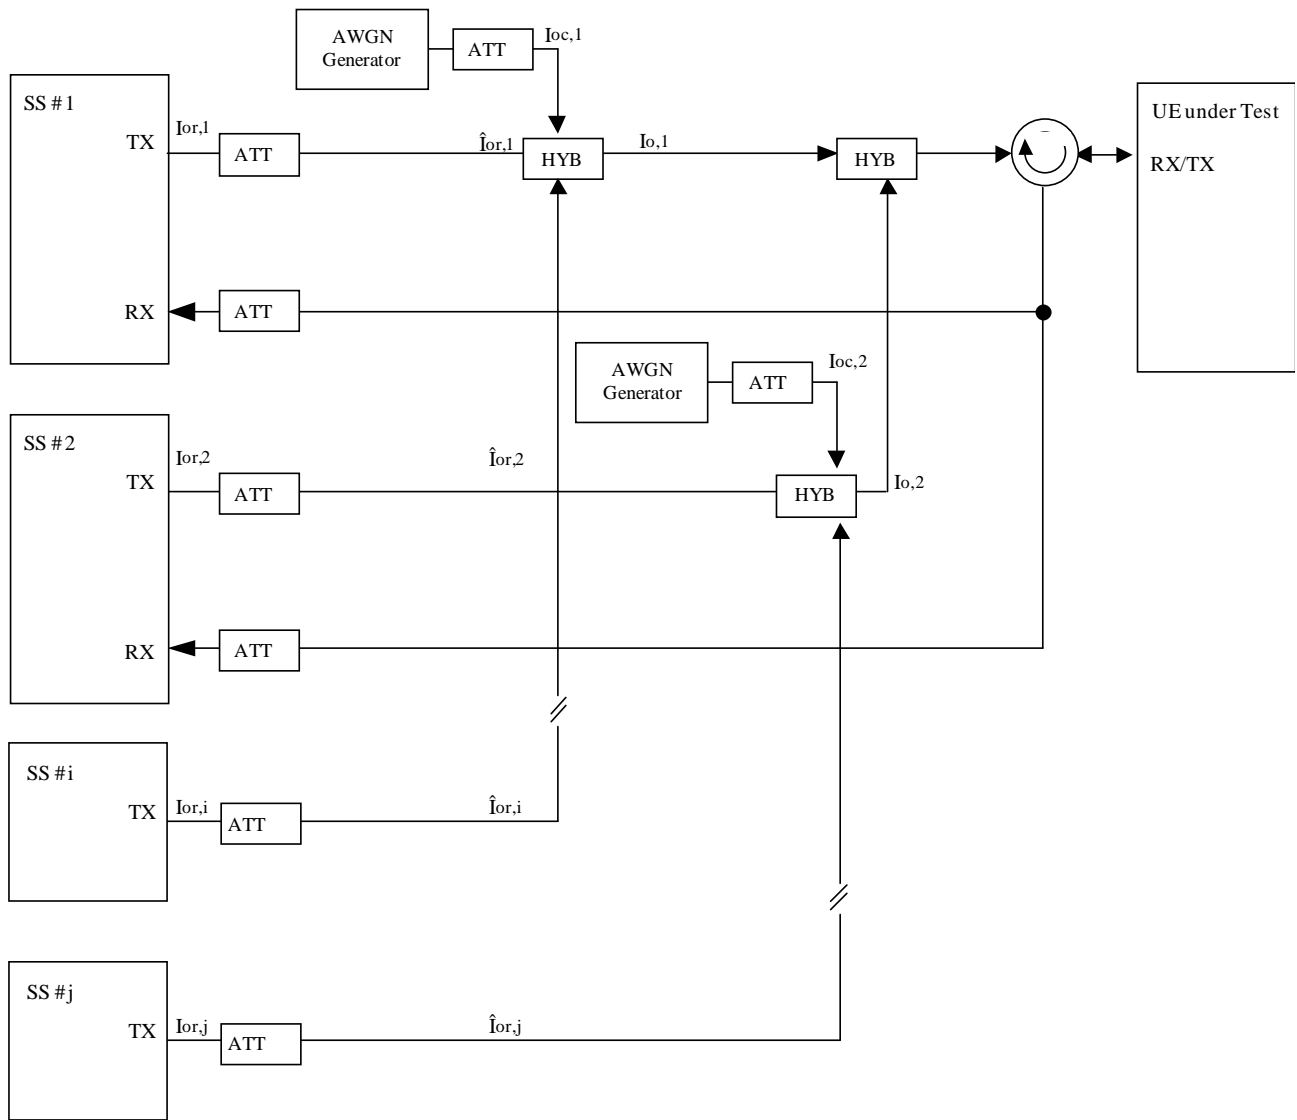 AWGN
Generator
ATT
Ioc,1
SS #1
TX
Ior,1
ATT
Îor,1
HYB
Io,1
HYB
UE under Test
RX/TX
RX
ATT
AWGN
Generator
ATT
Ioc,2
SS #2
TX
Ior,2
ATT
Îor,2
HYB
Io,2
RX
ATT
SS #i
TX
Ior,i
ATT
Îor,i
SS #j
TX
Ior,j
ATT
Îor,j